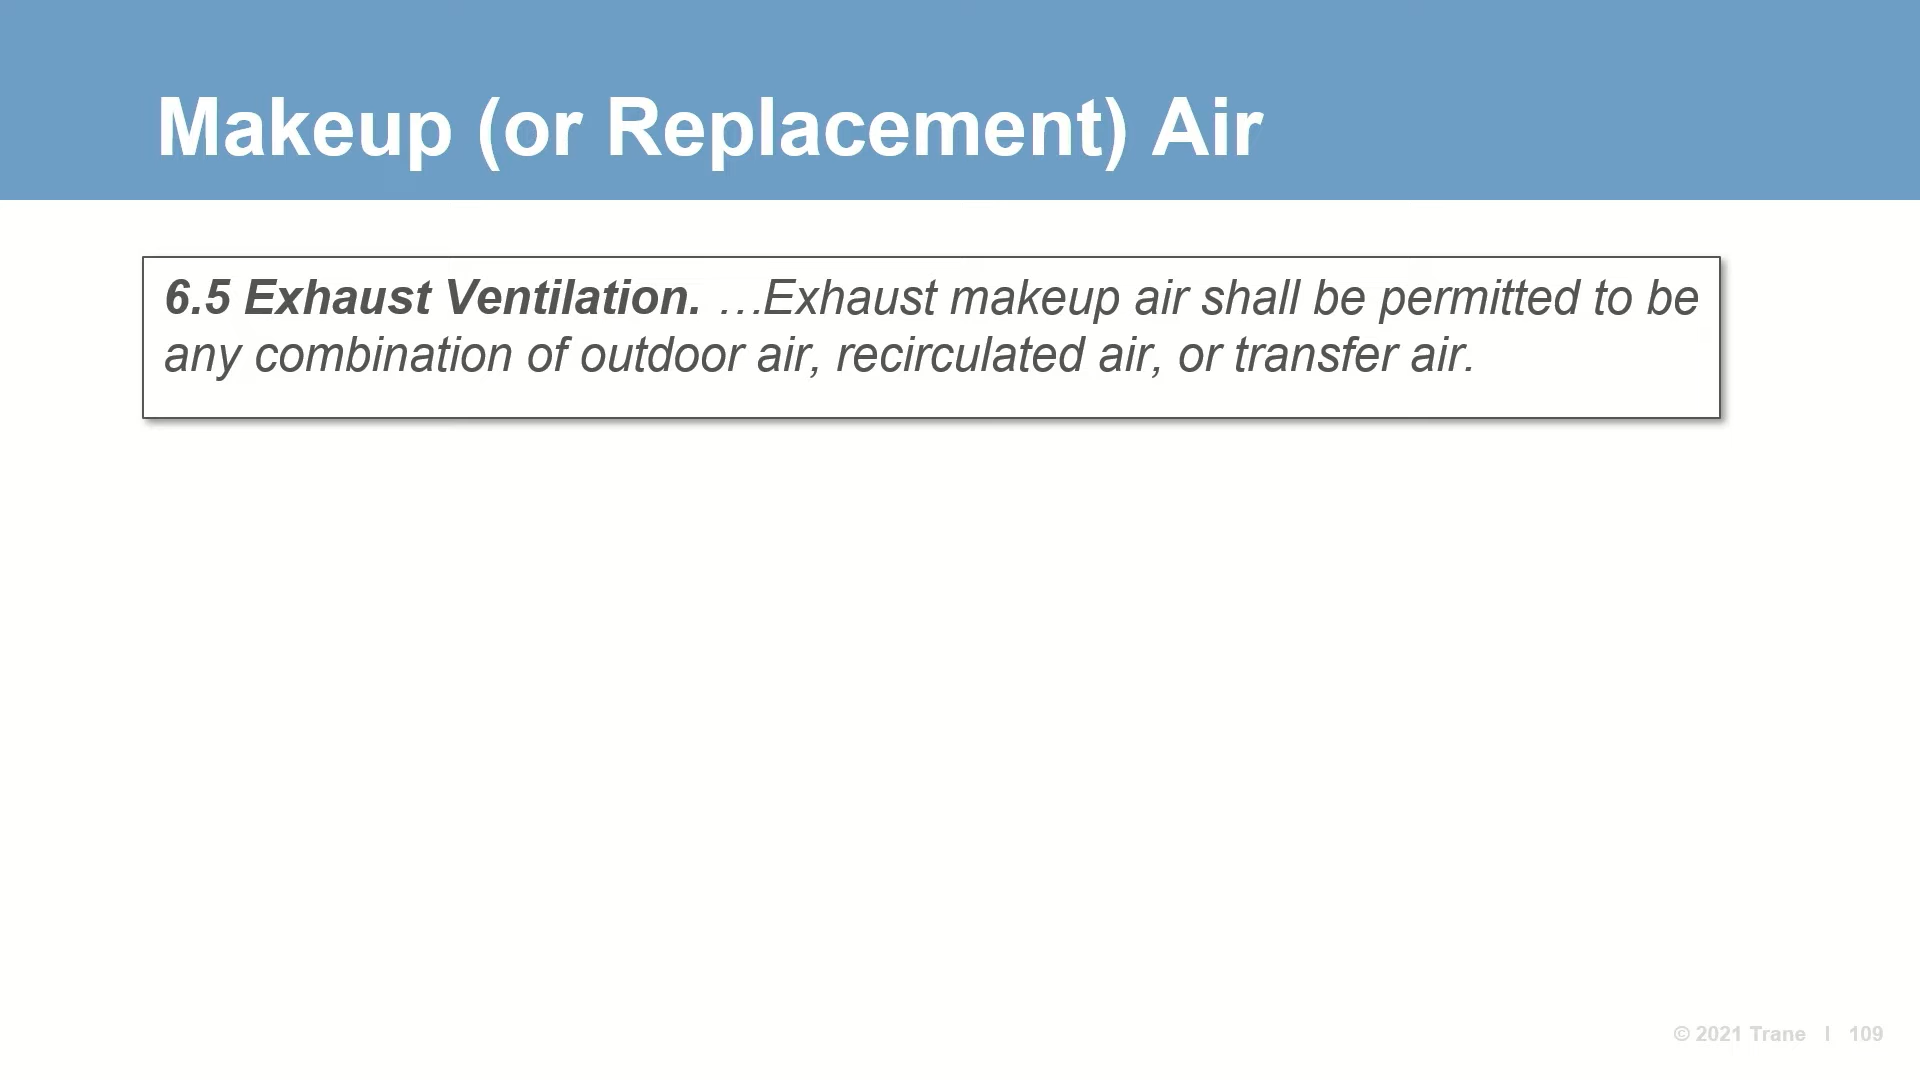 Makeup (or Replacement) Air
6.5 Exhaust Ventilation. …Exhaust makeup air shall be permitted to be
any combination of outdoor air, recirculated air, or transfer air.
© 2021 Trane | 109